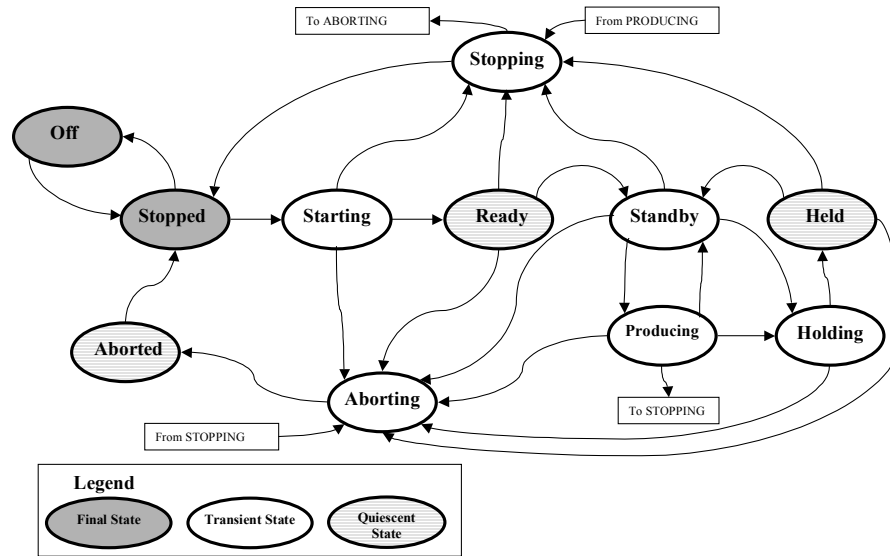 To ABORTING
From PRODUCING
Stopping
Off
Stopped
Starting
Ready
Standby
Held
Aborted
Producing
Holding
Aborting
To STOPPING
From STOPPING
Legend
Final State
Transient State
Quiescent
State